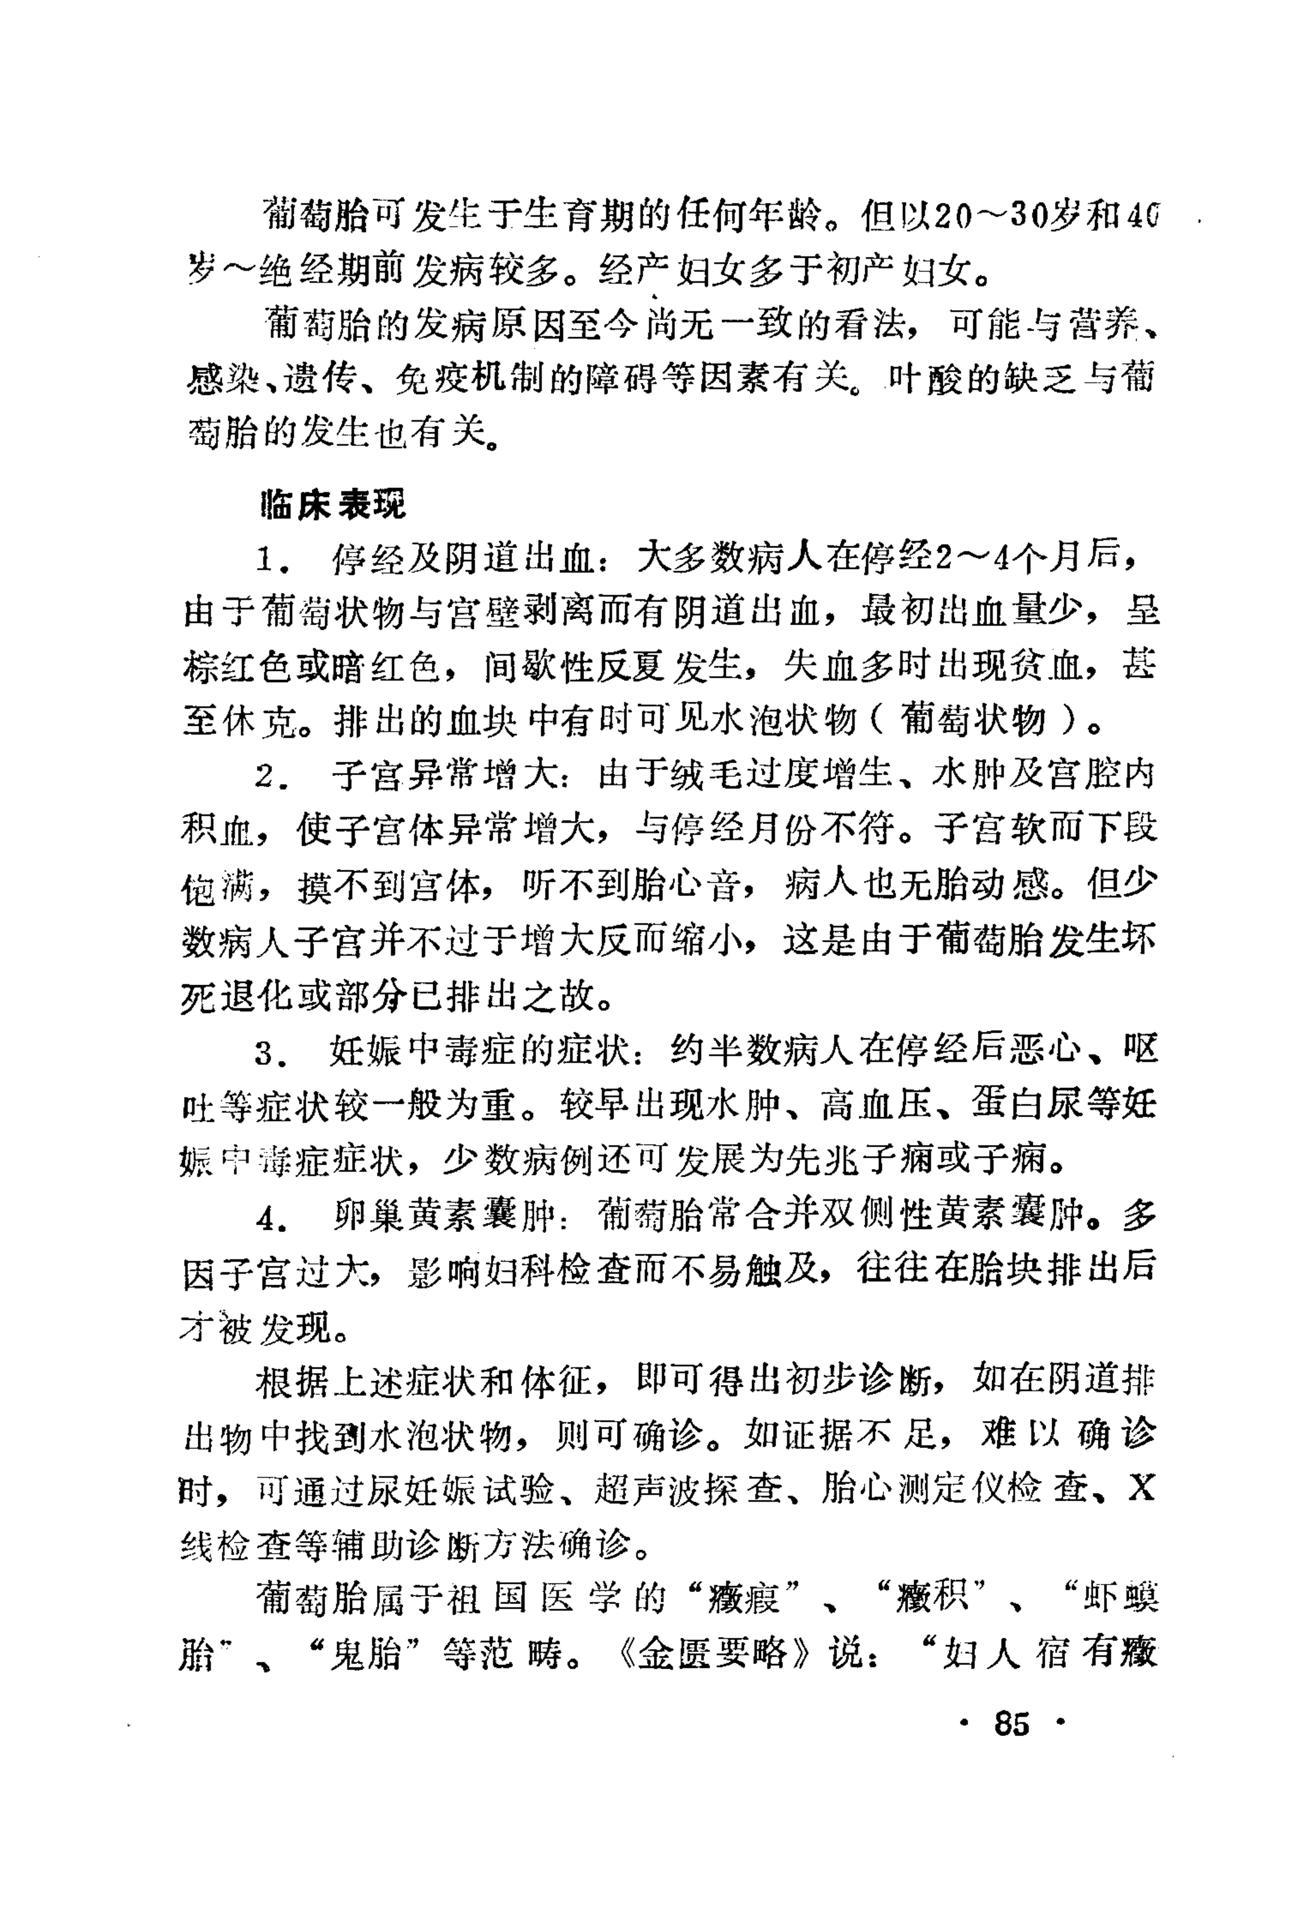 葡萄胎可发生于生育期的任何年龄。但以20～30岁和40
岁～绝经期前发病较多。经产妇女多于初产妇女。
葡萄胎的发病原因至今尚无一致的看法，可能与营养、
感染、遗传、免疫机制的障碍等因素有关。叶酸的缺乏与葡
萄胎的发生也有关。
临床表现
1． 停经及阴道出血：大多数病人在停经2～4个月后，
由于葡萄状物与宫壁剥离而有阴道出血，最初出血量少，呈
棕红色或暗红色，间歇性反夏发生，失血多时出现贫血，甚
至休克。排出的血块中有时可见水泡状物（葡萄状物）。
2． 子宫异常增大：由于绒毛过度增生、水肿及宫腔内
积血，使子宫体异常增大，与停经月份不符。子宫软而下段
饱满，摸不到宫体，听不到胎心音，病人也无胎动感。但少
数病人子宫并不过于增大反而缩小，这是由于葡萄胎发生坏
死退化或部分已排出之故。
3． 妊娠中毒症的症状：约半数病人在停经后恶心、呕
吐等症状较一般为重。较早出现水肿、高血压、蛋白尿等妊
娠中毒症症状，少数病例还可发展为先兆子痫或子痫。
4． 卵巢黄素囊肿：葡萄胎常合并双侧性黄素囊肿。多
因子宫过大，影响妇科检查而不易触及，往往在胎块排出后
才被发现。
根据上述症状和体征，即可得出初步诊断，如在阴道排
出物中找到水泡状物，则可确诊。如证据不足，难以确诊
时，可通过尿妊娠试验、超声波探查、胎心测定仪检查、X
线检查等辅助诊断方法确诊。
葡萄胎属于祖国医学的“癥瘕”、“癥积”、“虾蟆
胎”、“鬼胎”等范畴。《金匮要略》说：“妇人宿有癥
·85·